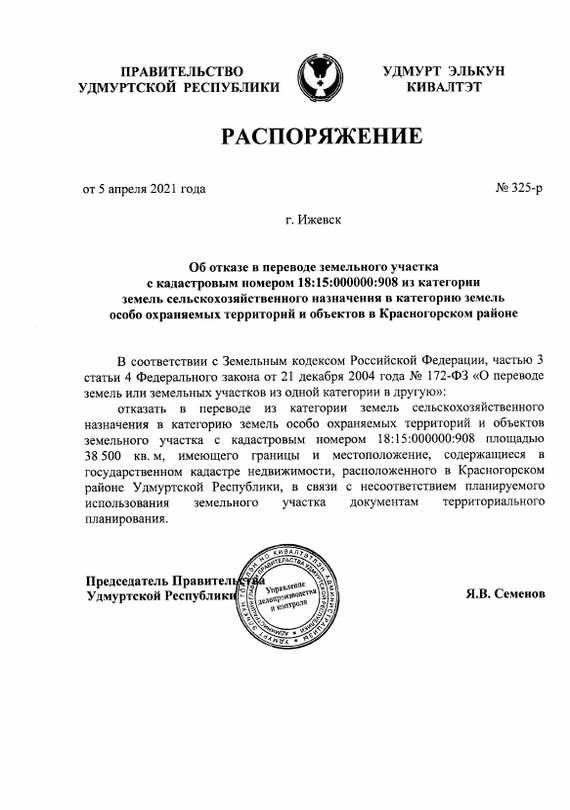 ПРАВИТЕЛЬСТВО
УДМУРТСКОЙ РЕСПУБЛИКИ
УДМУРТ ЭЛЬКУН
КИВАЛТЭТ
РАСПОРЯЖЕНИЕ
от 5 апреля 2021 года
№ 325-р
г. Ижевск
Об отказе в переводе земельного участка
с кадастровым номером 18:15:000000:908 из категории
земель сельскохозяйственного назначения в категорию земель
особо охраняемых территорий и объектов в Красногорском районе
В соответствии с Земельным кодексом Российской Федерации, частью 3
статьи 4 Федерального закона от 21 декабря 2004 года № 172-ФЗ «О переводе
земель или земельных участков из одной категории в другую»:
отказать в переводе из категории земель сельскохозяйственного
назначения в категорию земель особо охраняемых территорий и объектов
земельного участка с кадастровым номером 18:15:000000:908 площадью
38 500 кв. м, имеющего границы и местоположение, содержащиеся в
государственном кадастре недвижимости, расположенного в Красногорском
районе Удмуртской Республики, в связи с несоответствием планируемого
использования земельного участка документам территориального
планирования.
Председатель Правительства
Удмуртской Республики
Я.В. Семенов
Управление
делопроизводства
и контроля